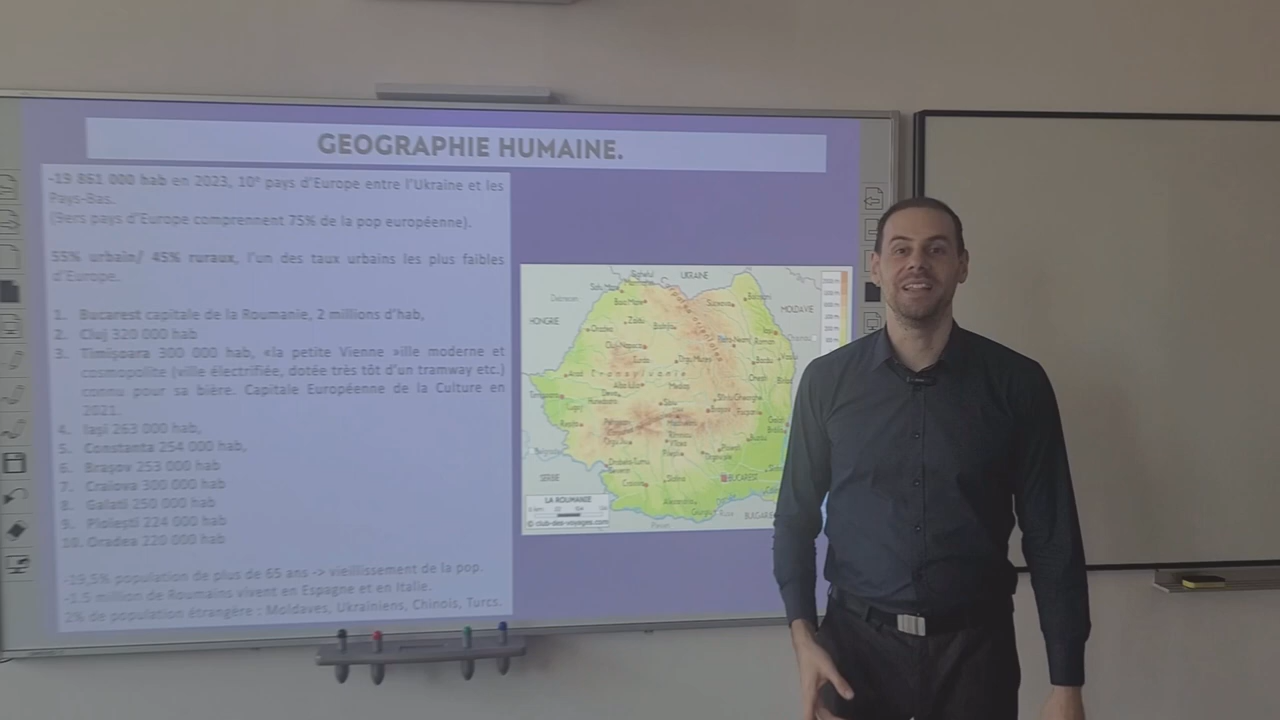 GEOGRAPHIE HUMAINE.
-19 861 000 hab en 2023, 10e pays d'Europe entre l'Ukraine et les
Pays-Bas.
(9ers pays d'Europe comprennent 75% de la pop européenne).
55% urbain/ 45% ruraux, l'un des taux urbains les plus faibles
d'Europe.
1. Bucarest capitale de la Roumanie, 2 millions d'hab,
2. Cluj 320 000 hab
3. Timişoara 300 000 hab, «la petite Vienne »ille moderne et
cosmopolite (ville électrifiée, dotée très tôt d'un tramway etc.)
connu pour sa bière. Capitale Européenne de la Culture en
2021.
4. Iaşi 263 000 hab,
5. Constanta 254 000 hab,
6. Braşov 253 000 hab
7. Craiova 300 000 hab
8. Galati 250 000 hab
9. Ploiesti 224 000 hab
10. Oradea 220 000 hab
-19,5% population de plus de 65 ans -> vieillissement de la pop.
-1.5 million de Roumains vivent en Espagne et en Italie.
2% de population étrangère : Moldaves, Ukrainiens, Chinois, Turcs.
UKRAINE
MOLDAVIE
HONGRIE
Oradea
Cluj-Napoca
Arad
Transylvanie
SERBIE
BUCAREST
Craiova
LA ROUMANIE
© club-des-voyages.com